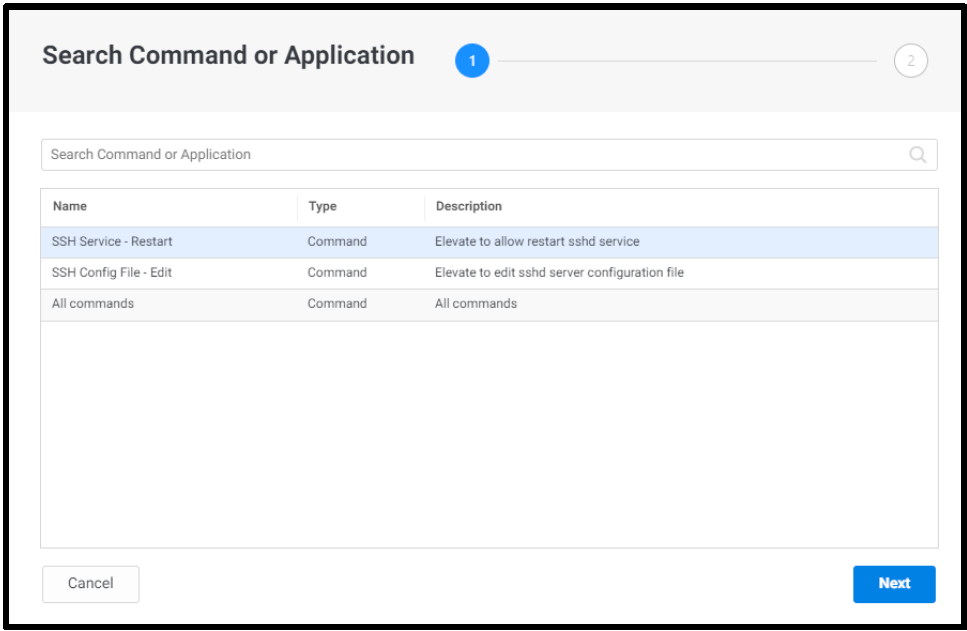 Search Command or Application 1 2
Search Command or Application
Name Type Description
SSH Service - Restart Command Elevate to allow restart sshd service
SSH Config File - Edit Command Elevate to edit sshd server configuration file
All commands Command All commands
Cancel Next